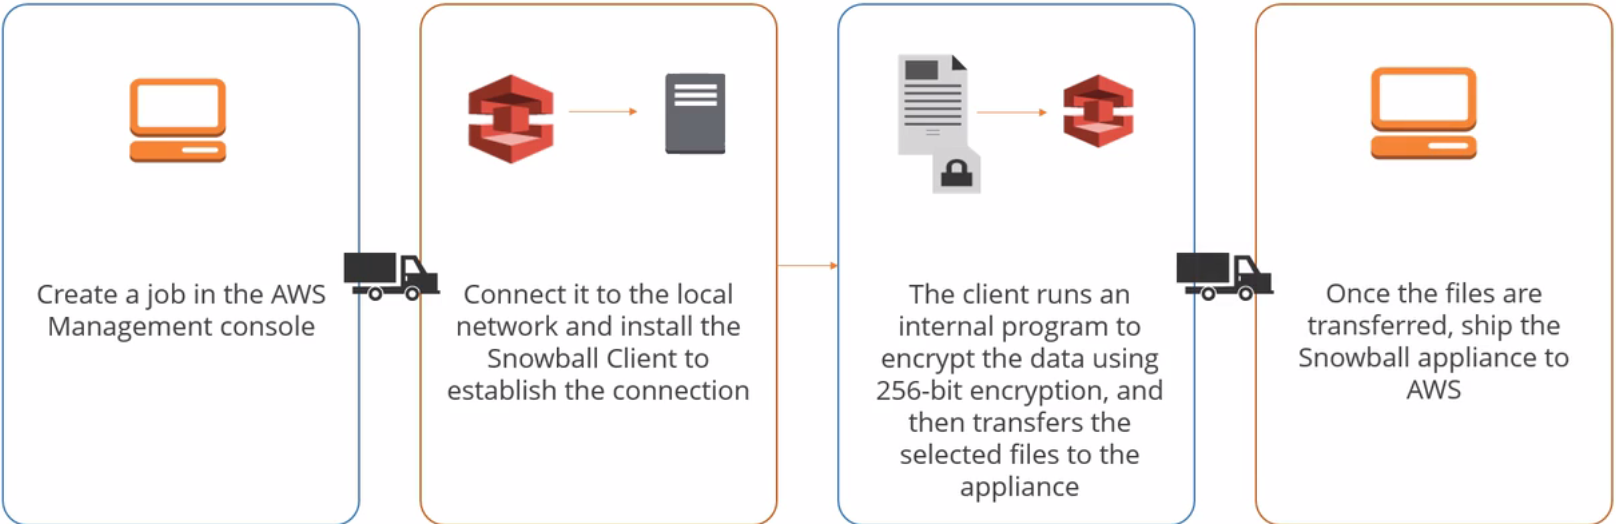 Create a job in the AWS
Management console
Connect it to the local
network and install the
Snowball Client to
establish the connection
The client runs an
internal program to
encrypt the data using
256-bit encryption, and
then transfers the
selected files to the
appliance
Once the files are
transferred, ship the
Snowball appliance to
AWS